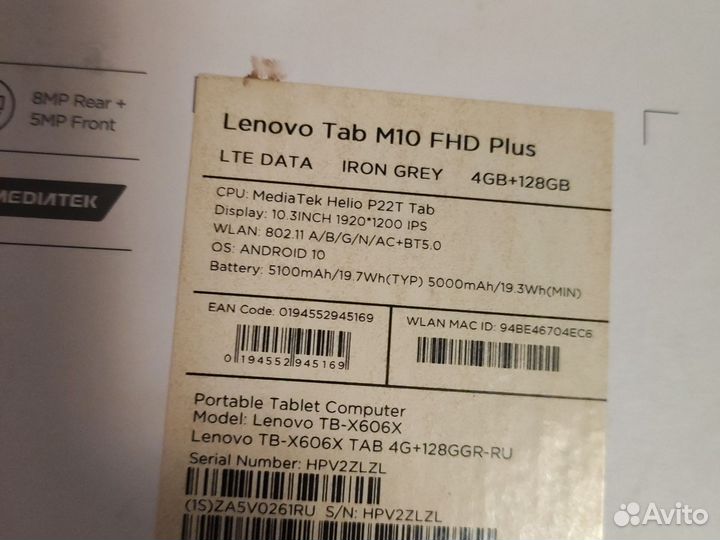 8MP Rear +
5MP Front
MEDIATEK
Lenovo Tab M10 FHD Plus
LTE DATA IRON GREY 4GB+128GB
CPU: MediaTek Helio P22T Tab
Display: 10.3INCH 1920*1200 IPS
WLAN: 802.11 A/B/G/N/AC+BT5.0
OS: ANDROID 10
Battery: 5100mAh/19.7Wh(TYP) 5000mAh/19.3Wh(MIN)
EAN Code: 0194552945169
0 194552 945169
WLAN MAC ID: 94BE46704EC6
Portable Tablet Computer
Model: Lenovo TB-X606X
Lenovo TB-X606X TAB 4G+128GGR-RU
Serial Number: HPV2ZLZL
(1S)ZA5V0261RU S/N: HPV2ZLZL
Avito